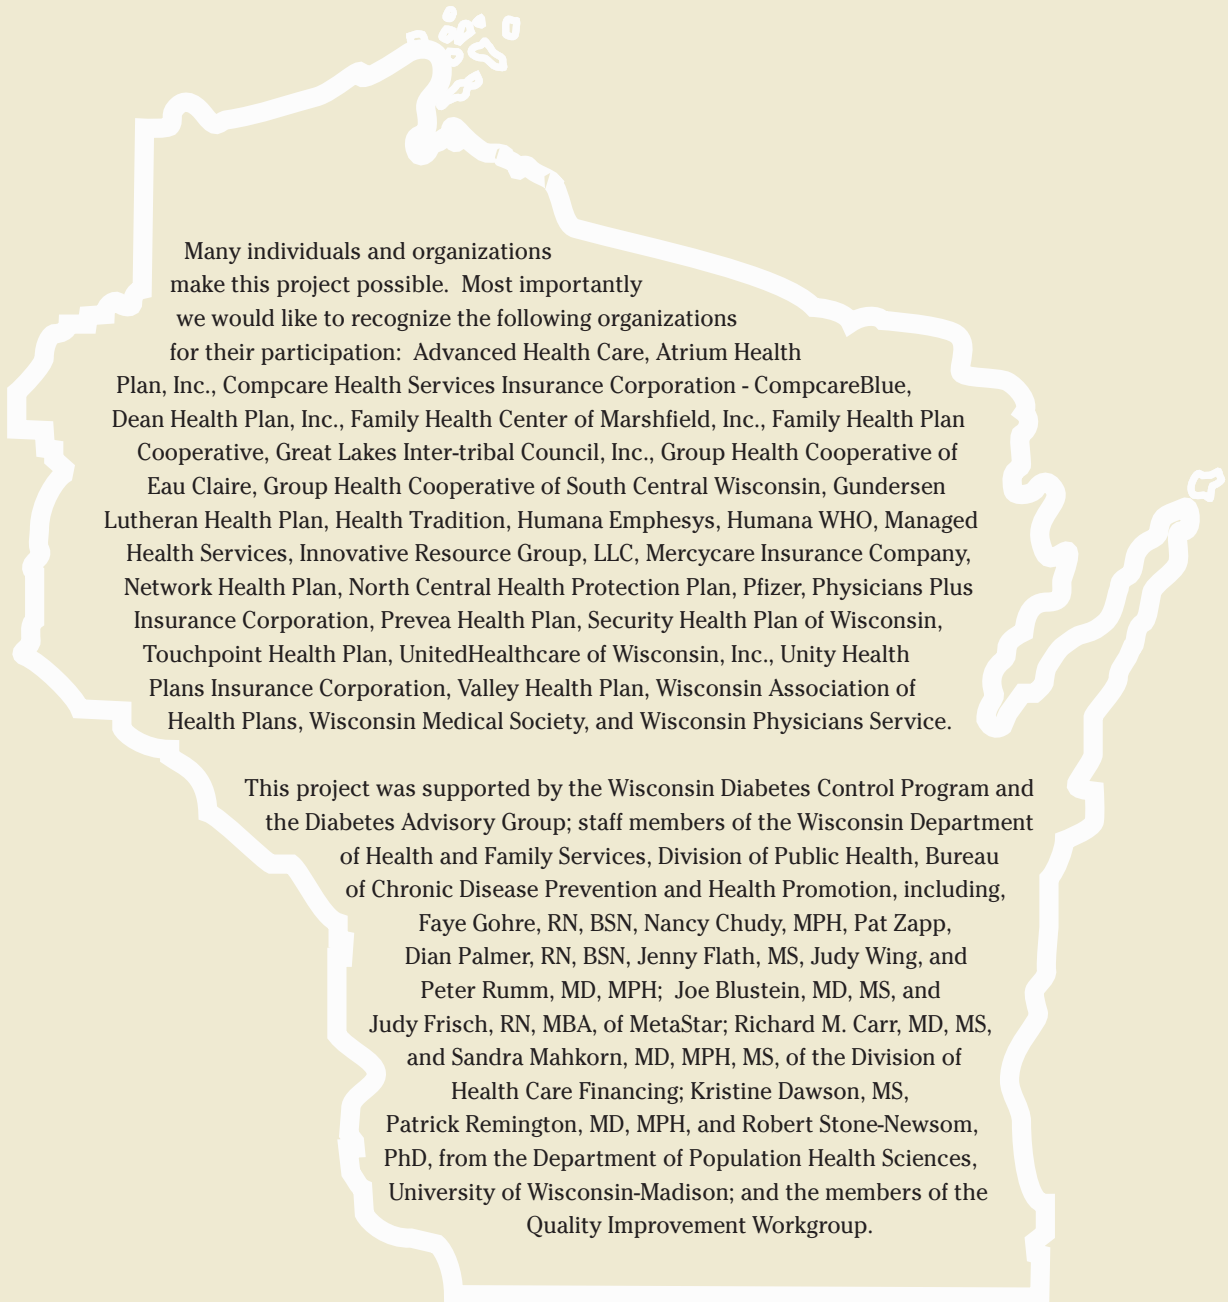 Many individuals and organizations
make this project possible.  Most importantly
we would like to recognize the following organizations
for their participation:  Advanced Health Care, Atrium Health
Plan, Inc., Compcare Health Services Insurance Corporation - CompcareBlue,
Dean Health Plan, Inc., Family Health Center of Marshfield, Inc., Family Health Plan
Cooperative, Great Lakes Inter-tribal Council, Inc., Group Health Cooperative of
Eau Claire, Group Health Cooperative of South Central Wisconsin, Gundersen
Lutheran Health Plan, Health Tradition, Humana Emphesys, Humana WHO, Managed
Health Services, Innovative Resource Group, LLC, Mercycare Insurance Company,
Network Health Plan, North Central Health Protection Plan, Pfizer, Physicians Plus
Insurance Corporation, Prevea Health Plan, Security Health Plan of Wisconsin,
Touchpoint Health Plan, UnitedHealthcare of Wisconsin, Inc., Unity Health
Plans Insurance Corporation, Valley Health Plan, Wisconsin Association of
Health Plans, Wisconsin Medical Society, and Wisconsin Physicians Service.
This project was supported by the Wisconsin Diabetes Control Program and
the Diabetes Advisory Group; staff members of the Wisconsin Department
of Health and Family Services, Division of Public Health, Bureau
of Chronic Disease Prevention and Health Promotion, including,
Faye Gohre, RN, BSN, Nancy Chudy, MPH, Pat Zapp,
Dian Palmer, RN, BSN, Jenny Flath, MS, Judy Wing, and
Peter Rumm, MD, MPH;  Joe Blustein, MD, MS, and
Judy Frisch, RN, MBA, of MetaStar; Richard M. Carr, MD, MS,
and Sandra Mahkorn, MD, MPH, MS, of the Division of
Health Care Financing; Kristine Dawson, MS,
Patrick Remington, MD, MPH, and Robert Stone-Newsom,
PhD, from the Department of Population Health Sciences,
University of Wisconsin-Madison; and the members of the
Quality Improvement Workgroup.